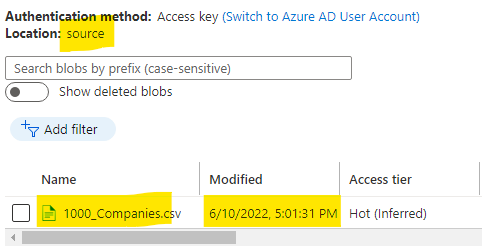 Authentication method: Access key (Switch to Azure AD User Account)
Location: source
Search blobs by prefix (case-sensitive)
Show deleted blobs
Add filter
Name Modified Access tier
1000_Companies.csv 6/10/2022, 5:01:31 PM Hot (Inferred)